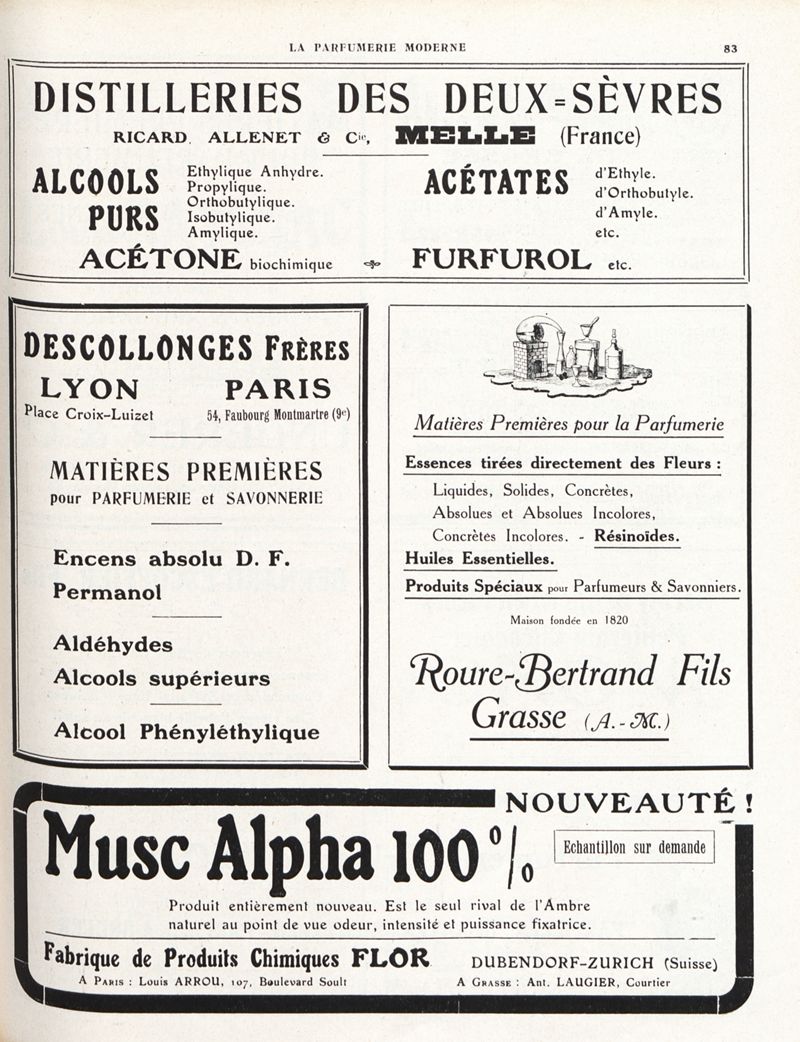 LA PARFUMERIE MODERNE 83
DISTILLERIES DES DEUX=SÈVRES
RICARD. ALLENET & Cie, MELLE (France)
ALCOOLS PURS
Ethylique Anhydre.
Propylique.
Orthobutylique.
Isobutylique.
Amylique.
ACÉTATES
d'Ethyle.
d'Orthobutyle.
d'Amyle.
etc.
ACÉTONE biochimique FURFUROL etc.
DESCOLLONGES FRÈRES
LYON PARIS
Place Croix-Luizet 54, Faubourg Montmartre (9e)
MATIÈRES PREMIÈRES
pour PARFUMERIE et SAVONNERIE
Encens absolu D. F.
Permanol
Aldéhydes
Alcools supérieurs
Alcool Phényléthylique
Matières Premières pour la Parfumerie
Essences tirées directement des Fleurs :
Liquides, Solides, Concrètes,
Absolues et Absolues Incolores,
Concrètes Incolores. - Résinoïdes.
Huiles Essentielles.
Produits Spéciaux pour Parfumeurs & Savonniers.
Maison fondée en 1820
Roure-Bertrand Fils
Grasse (A.-M.)
NOUVEAUTÉ !
Musc Alpha 100 %
Echantillon sur demande
Produit entièrement nouveau. Est le seul rival de l'Ambre
naturel au point de vue odeur, intensité et puissance fixatrice.
Fabrique de Produits Chimiques FLOR DUBENDORF-ZURICH (Suisse)
A PARIS : Louis ARROU, 107, Boulevard Soult A GRASSE : Ant. LAUGIER, Courtier